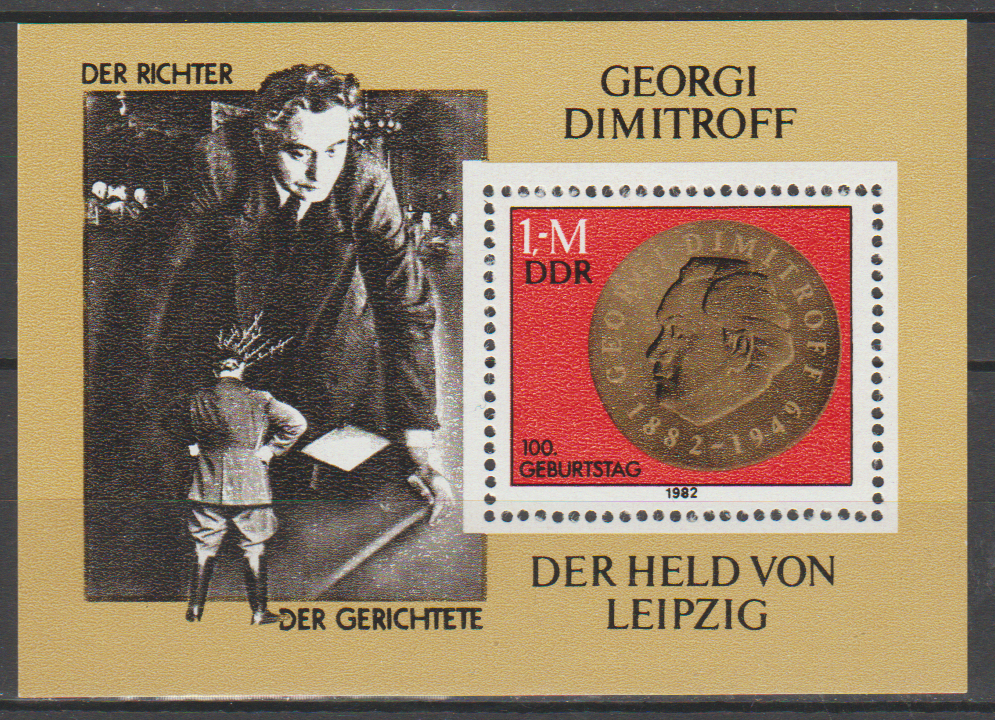 DER RICHTER
DER GERICHTETE
GEORGI
DIMITROFF
1,-M
DDR
GEORGI DIMITROFF
1882-1949
100.
GEBURTSTAG
1982
DER HELD VON
LEIPZIG